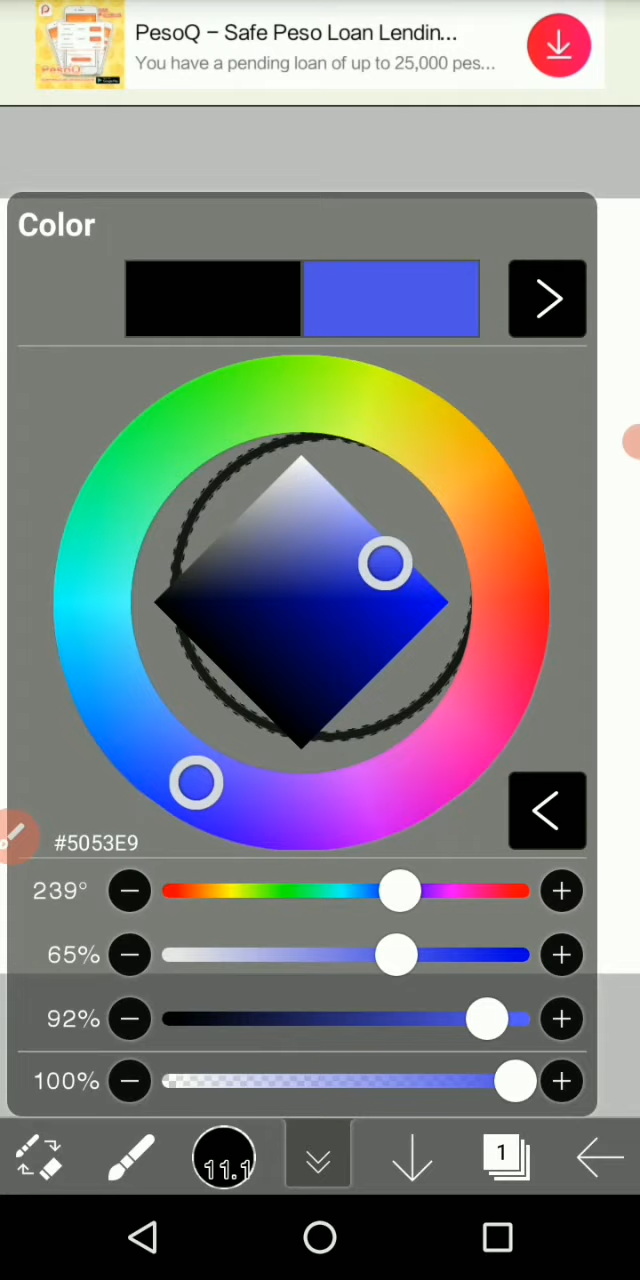 PesoQ – Safe Peso Loan Lendin...
You have a pending loan of up to 25,000 pes...
Color
#5053E9
239°
65%
92%
100%
11.1
1